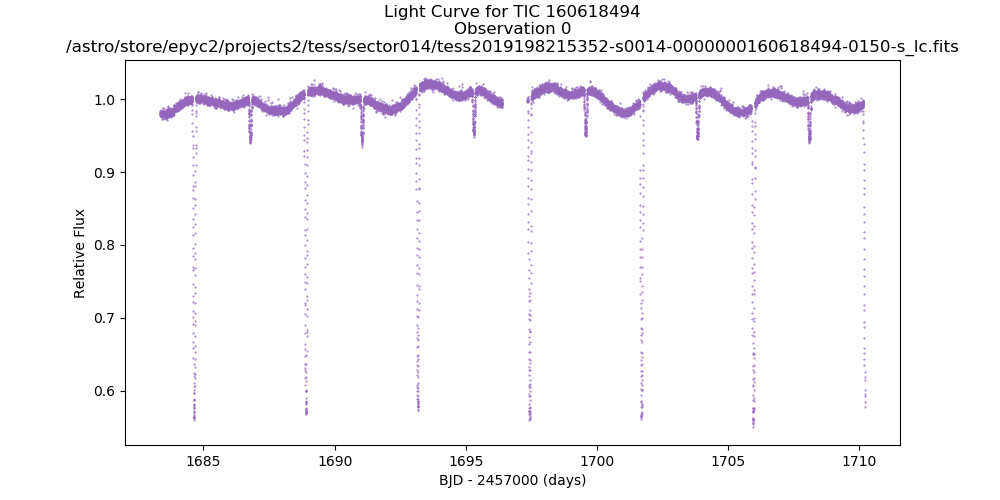 Light Curve for TIC 160618494
Observation 0
/astro/store/epyc2/projects2/tess/sector014/tess2019198215352-s0014-0000000160618494-0150-s_lc.fits
1.0
0.9
0.8
0.7
0.6
Relative Flux
1685
1690
1695
1700
1705
1710
BJD - 2457000 (days)